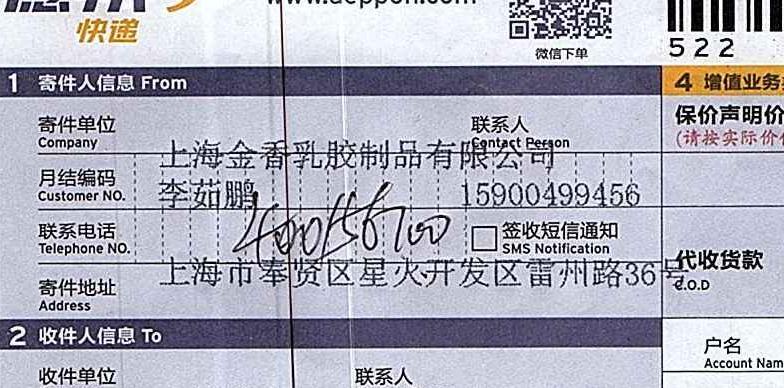 快递
www.deppon.com
微信下单
522
1 寄件人信息 From
4 增值业务
寄件单位
Company
联系人
Contact Person
保价声明价
(请按实际价
上海金香乳胶制品有限公司
月结编码
Customer NO.
李茹鹏 15900499456
联系电话
Telephone NO.
400156700
签收短信通知
SMS Notification
代收货款
C.O.D
寄件地址
Address
上海市奉贤区星火开发区雷州路36号
2 收件人信息 To
户名
Account Nam
收件单位
联系人